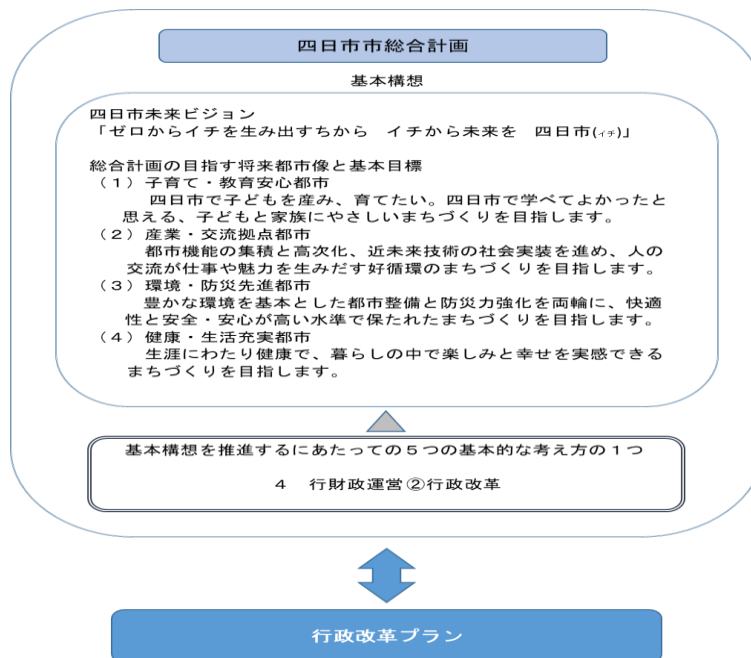 四日市市総合計画
基本構想
四日市未来ビジョン
「ゼロからイチを生み出すちから　イチから未来を　四日市(イチ)」
総合計画の目指す将来都市像と基本目標
（１）子育て・教育安心都市
四日市で子どもを産み、育てたい。四日市で学べてよかったと
思える、子どもと家族にやさしいまちづくりを目指します。
（２）産業・交流拠点都市
都市機能の集積と高次化、近未来技術の社会実装を進め、人の
交流が仕事や魅力を生みだす好循環のまちづくりを目指します。
（３）環境・防災先進都市
豊かな環境を基本とした都市整備と防災力強化を両輪に、快適
性と安全・安心が高い水準で保たれたまちづくりを目指します。
（４）健康・生活充実都市
生涯にわたり健康で、暮らしの中で楽しみと幸せを実感できる
まちづくりを目指します。
基本構想を推進するにあたっての５つの基本的な考え方の１つ
４　行財政運営②行政改革
行政改革プラン